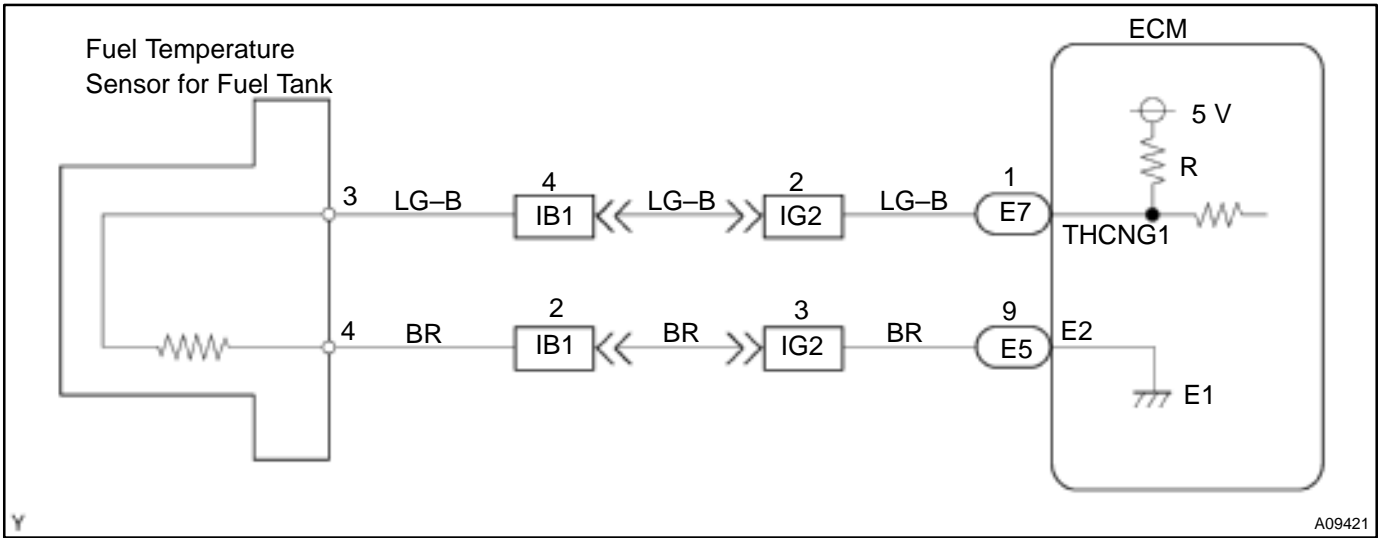 ECM
Fuel Temperature
Sensor for Fuel Tank
5 V
R
3
LG–B
4
IB1
LG–B
2
IG2
LG–B
1
E7
THCNG1
4
BR
2
IB1
BR
3
IG2
BR
9
E5
E2
E1
Y
A09421